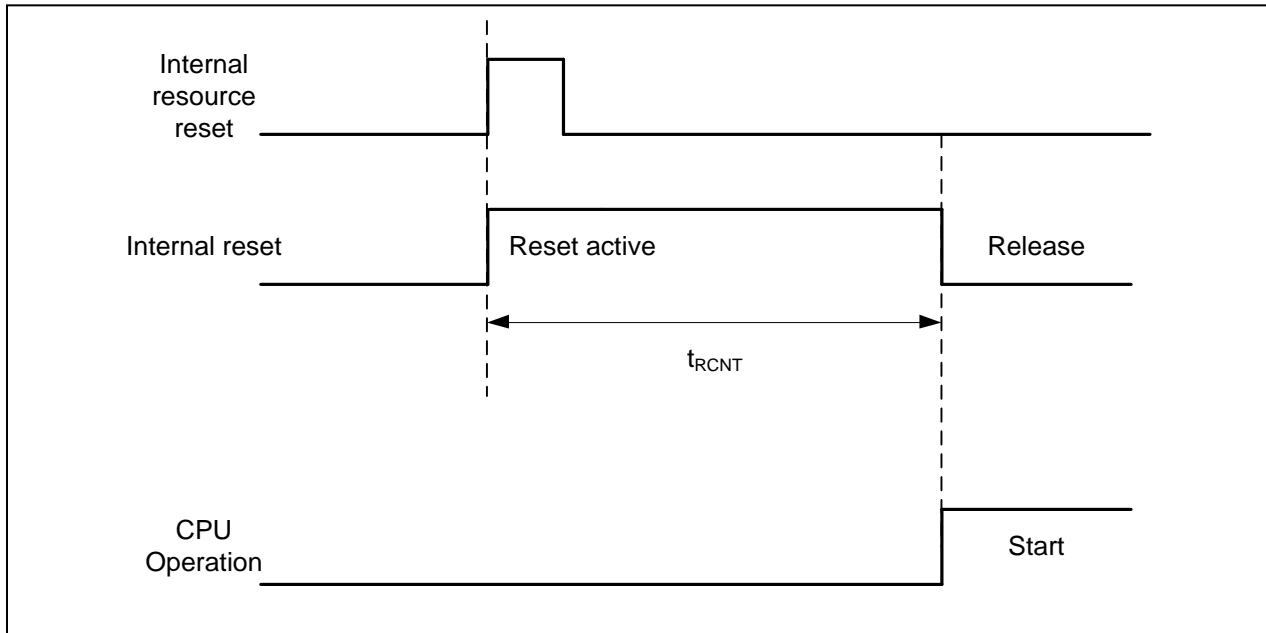 Internal
resource
reset
Internal reset
Reset active
Release
tRCNT
CPU
Operation
Start